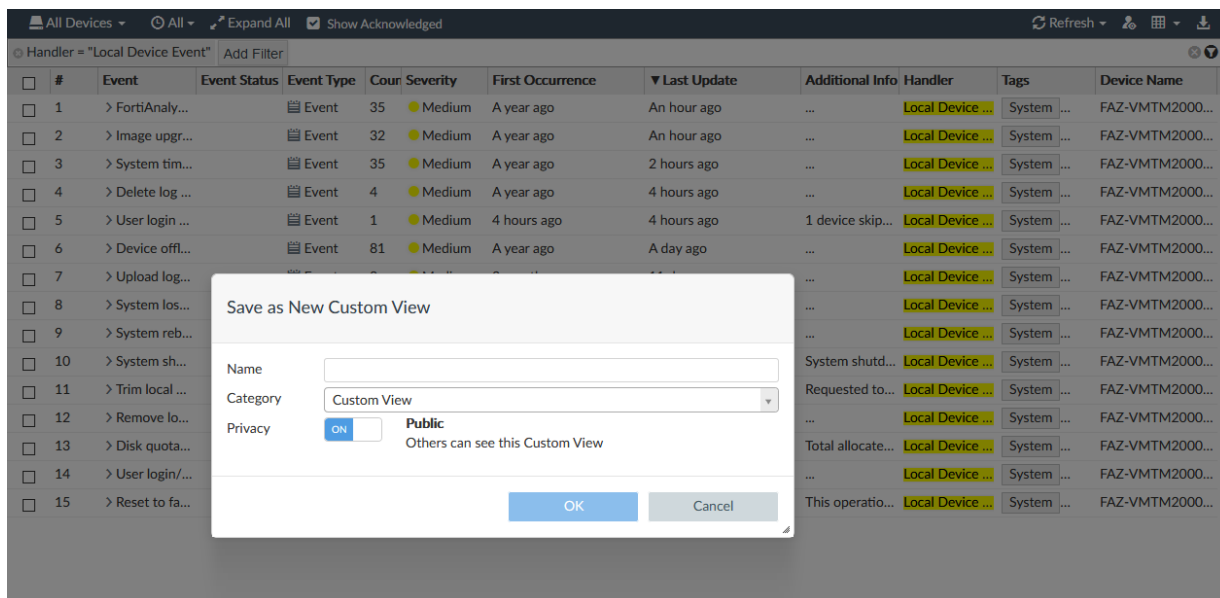 All Devices All Expand All Show Acknowledged Refresh
Handler = "Local Device Event" Add Filter
# Event Event Status Event Type Coun Severity First Occurrence Last Update Additional Info Handler Tags Device Name
1 FortiAnaly... Event 35 Medium A year ago An hour ago ... Local Device ... System ... FAZ-VMTM2000...
2 Image upgr... Event 32 Medium A year ago An hour ago ... Local Device ... System ... FAZ-VMTM2000...
3 System tim... Event 35 Medium A year ago 2 hours ago ... Local Device ... System ... FAZ-VMTM2000...
4 Delete log ... Event 4 Medium A year ago 4 hours ago ... Local Device ... System ... FAZ-VMTM2000...
5 User login ... Event 1 Medium 4 hours ago 4 hours ago 1 device skip... Local Device ... System ... FAZ-VMTM2000...
6 Device offl... Event 81 Medium A year ago A day ago ... Local Device ... System ... FAZ-VMTM2000...
7 Upload log... ... Local Device ... System ... FAZ-VMTM2000...
8 System los... ... Local Device ... System ... FAZ-VMTM2000...
9 System reb... ... Local Device ... System ... FAZ-VMTM2000...
10 System sh... System shutd... Local Device ... System ... FAZ-VMTM2000...
11 Trim local ... Requested to... Local Device ... System ... FAZ-VMTM2000...
12 Remove lo... ... Local Device ... System ... FAZ-VMTM2000...
13 Disk quota... Total allocate... Local Device ... System ... FAZ-VMTM2000...
14 User login/... ... Local Device ... System ... FAZ-VMTM2000...
15 Reset to fa... This operatio... Local Device ... System ... FAZ-VMTM2000...
Save as New Custom View
Name
Category Custom View
Privacy ON Public
Others can see this Custom View
OK Cancel